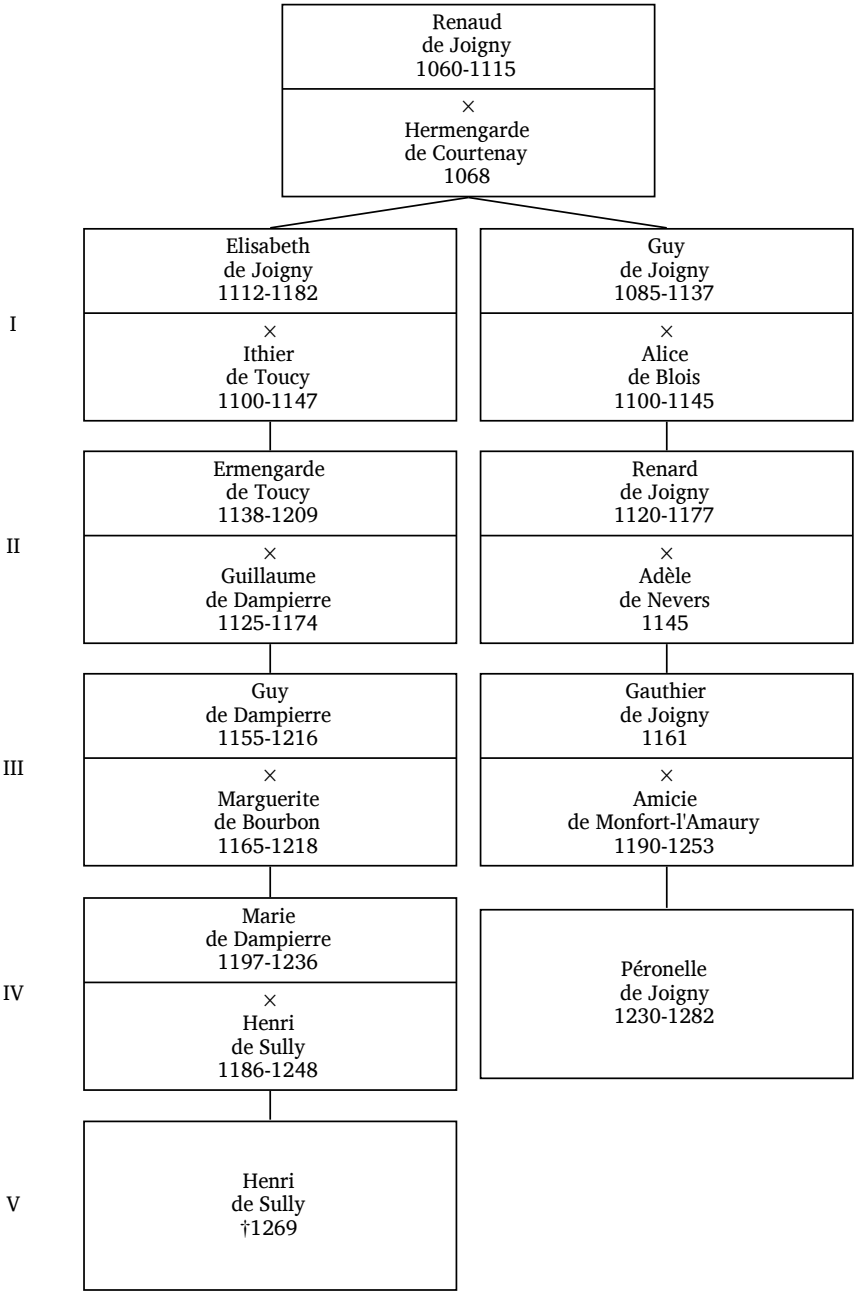 Renaud
de Joigny
1060-1115
×
Hermengarde
de Courtenay
1068
I
Elisabeth
de Joigny
1112-1182
×
Ithier
de Toucy
1100-1147
Guy
de Joigny
1085-1137
×
Alice
de Blois
1100-1145
II
Ermengarde
de Toucy
1138-1209
×
Guillaume
de Dampierre
1125-1174
Renard
de Joigny
1120-1177
×
Adèle
de Nevers
1145
III
Guy
de Dampierre
1155-1216
×
Marguerite
de Bourbon
1165-1218
Gauthier
de Joigny
1161
×
Amicie
de Monfort-l'Amaury
1190-1253
IV
Marie
de Dampierre
1197-1236
×
Henri
de Sully
1186-1248
Péronelle
de Joigny
1230-1282
V
Henri
de Sully
†1269